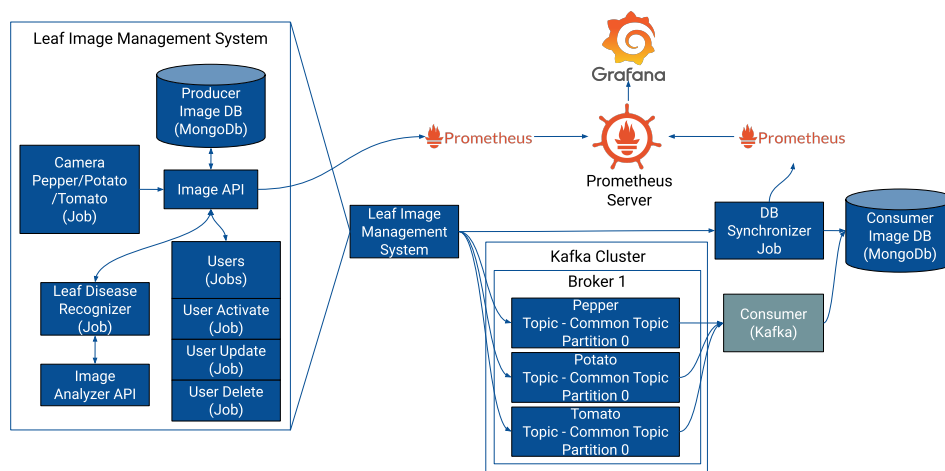 Leaf Image Management System
Producer
Image DB
(MongoDb)
Camera
Pepper/Potato
/Tomato
(Job)
Image API
Users
(Jobs)
Leaf Disease
Recognizer
(Job)
User Activate
(Job)
User Update
(Job)
Image
Analyzer API
User Delete
(Job)
Grafana
Prometheus
Prometheus
Server
Prometheus
Leaf Image
Management
System
DB
Synchronizer
Job
Consumer
Image DB
(MongoDb)
Kafka Cluster
Broker 1
Pepper
Topic - Common Topic
Partition 0
Potato
Topic - Common Topic
Partition 0
Tomato
Topic - Common Topic
Partition 0
Consumer
(Kafka)